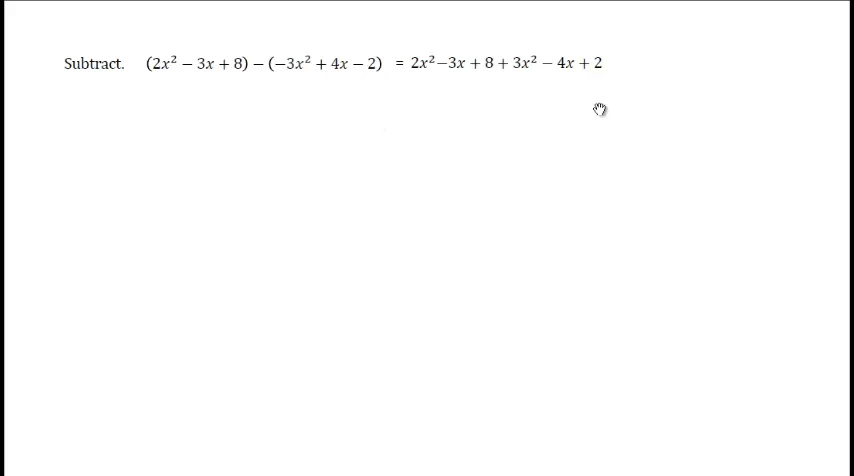 Subtract. (2x² − 3x + 8) − (−3x² + 4x − 2) = 2x²−3x + 8 + 3x² − 4x + 2